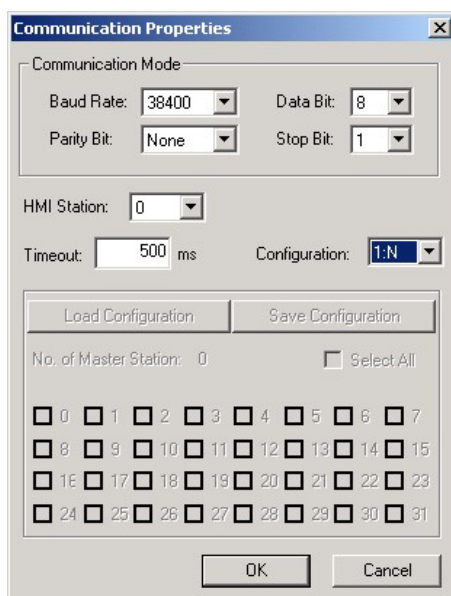 Communication Properties
Communication Mode
Baud Rate: 38400 Data Bit: 8
Parity Bit: None Stop Bit: 1
HMI Station: 0
Timeout: 500 ms Configuration: 1:N
Load Configuration Save Configuration
No. of Master Station: 0 Select All
0 1 2 3 4 5 6 7
8 9 10 11 12 13 14 15
16 17 18 19 20 21 22 23
24 25 26 27 28 29 30 31
OK Cancel